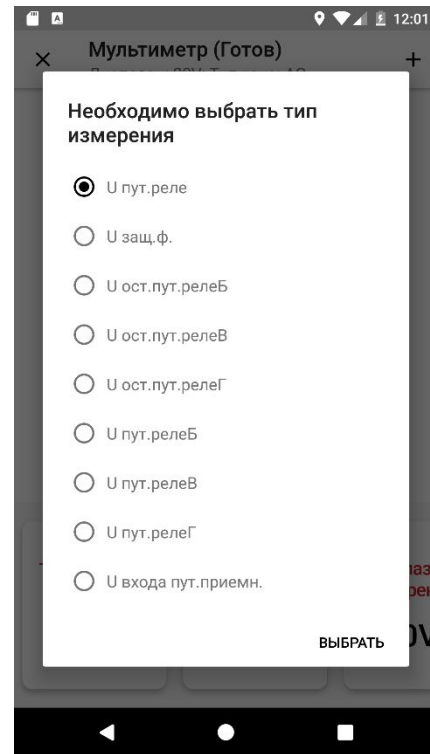 12:01
Мультиметр (Готов)
Необходимо выбрать тип
измерения
U пут.реле
U защ.ф.
U ост.пут.релеБ
U ост.пут.релеВ
U ост.пут.релеГ
U пут.релеБ
U пут.релеВ
U пут.релеГ
U входа пут.приемн.
ВЫБРАТЬ